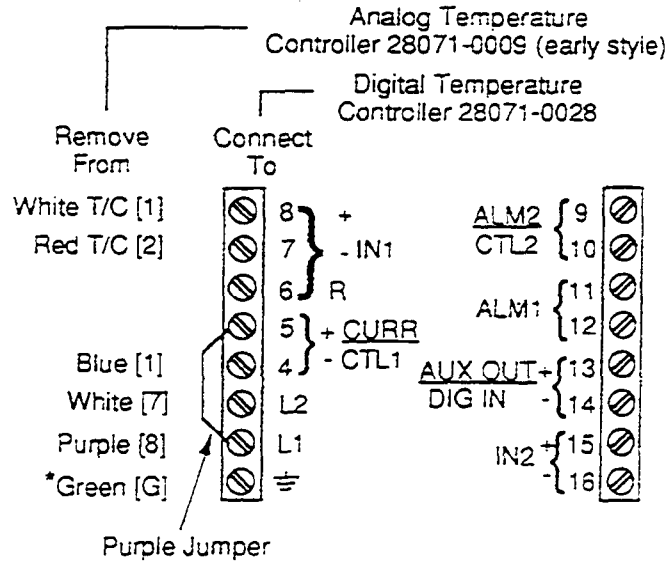 Analog Temperature
Controller 28071-0009 (early style)
Digital Temperature
Controller 28071-0028
Remove
From
Connect
To
White T/C [1]
8
+
Red T/C [2]
7
- IN1
6
R
5
+ CURR
Blue [1]
4
- CTL1
White [7]
L2
Purple [8]
L1
*Green [G]
Purple Jumper
ALM2
CTL2
9
10
ALM1
11
12
AUX OUT
DIG IN
+
13
-
14
IN2
+
15
-
16